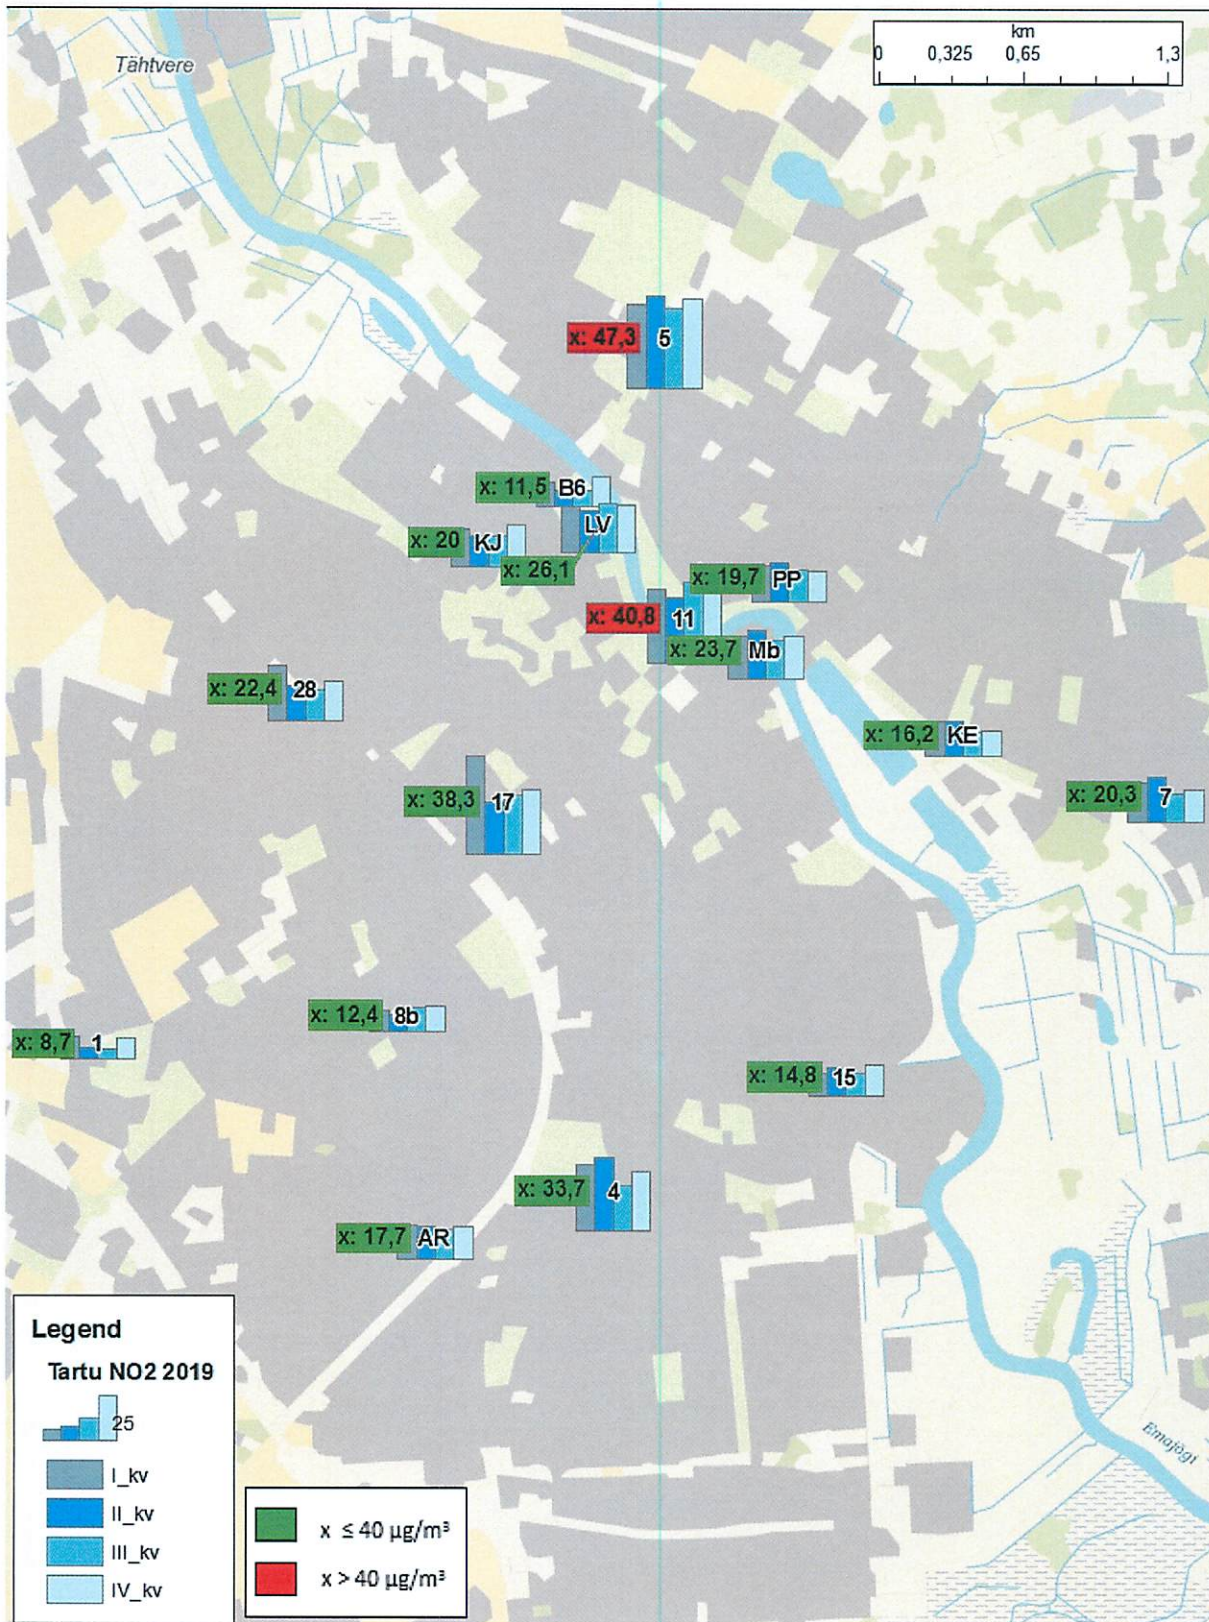 Tähtvere
km
0 0,325 0,65 1,3
x: 47,3 5
x: 11,5 B6
LV
x: 20 KJ
x: 26,1
x: 19,7 PP
x: 40,8 11
x: 23,7 Mb
x: 22,4 28
x: 16,2 KE
x: 38,3 17
x: 20,3 7
x: 12,4 8b
x: 8,7 1
x: 14,8 15
x: 33,7 4
x: 17,7 AR
Legend
Tartu NO2 2019
25
I_kv
II_kv
III_kv
IV_kv
x ≤ 40 µg/m³
x > 40 µg/m³
Emajõgi